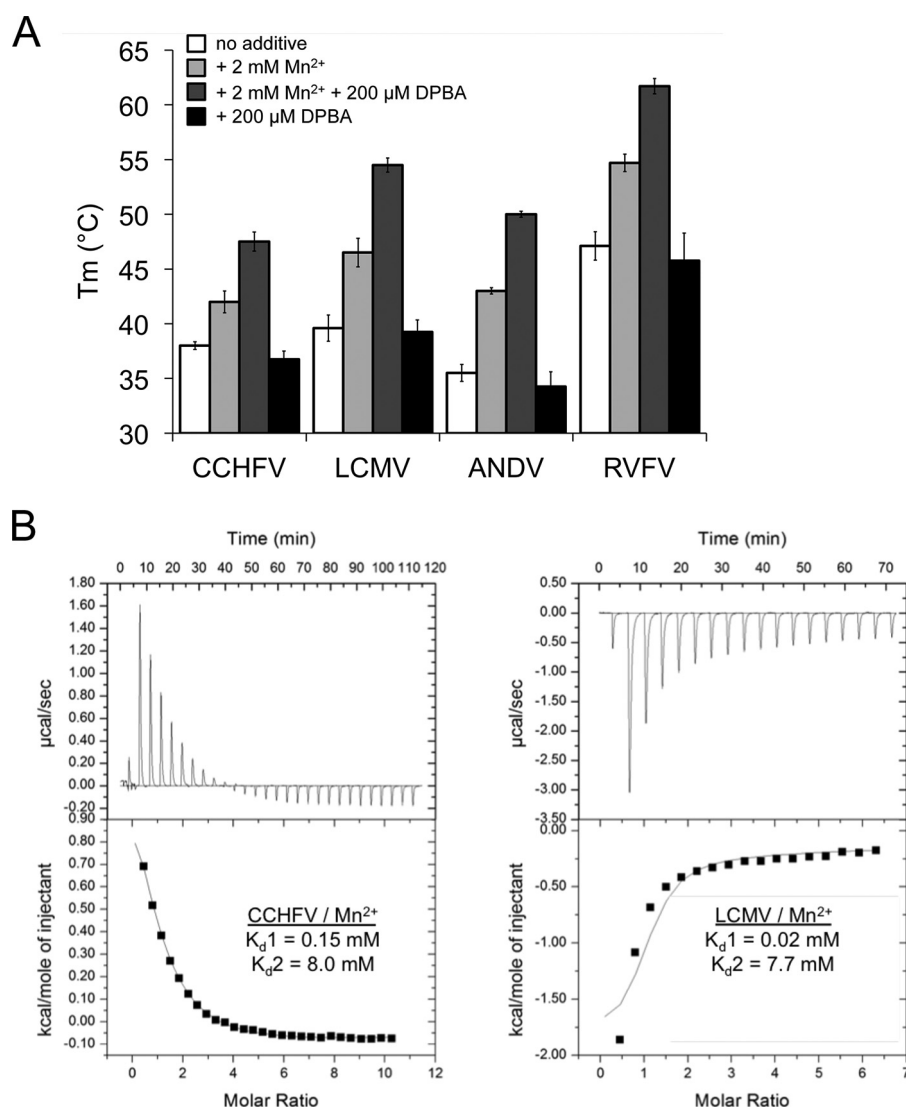 A
no additive
+ 2 mM Mn²⁺
+ 2 mM Mn²⁺ + 200 µM DPBA
+ 200 µM DPBA
Tm (°C)
65
60
55
50
45
40
35
30
CCHFV LCMV ANDV RVFV
B
Time (min)
0 10 20 30 40 50 60 70 80 90 100 110 120
µcal/sec
1.80
1.60
1.40
1.20
1.00
0.80
0.60
0.40
0.20
0.00
-0.20
0.90
0.80
0.70
0.60
0.50
0.40
0.30
0.20
0.10
0.00
-0.10
kcal/mole of injectant
CCHFV / Mn²⁺
Kd1 = 0.15 mM
Kd2 = 8.0 mM
0 2 4 6 8 10 12
Molar Ratio
Time (min)
0 10 20 30 40 50 60 70
µcal/sec
0.50
0.00
-0.50
-1.00
-1.50
-2.00
-2.50
-3.00
-3.50
0.00
-0.50
-1.00
-1.50
-2.00
kcal/mole of injectant
LCMV / Mn²⁺
Kd1 = 0.02 mM
Kd2 = 7.7 mM
0 1 2 3 4 5 6 7
Molar Ratio